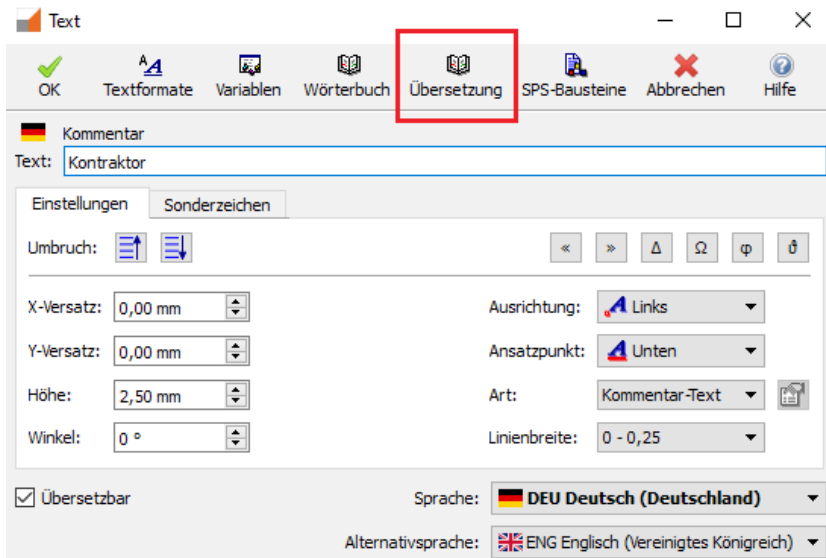 Text
OK Textformate Variablen Wörterbuch Übersetzung SPS-Bausteine Abbrechen Hilfe
Kommentar
Text: Kontraktor
Einstellungen Sonderzeichen
Umbruch: « » Δ Ω φ ϑ
X-Versatz: 0,00 mm Ausrichtung: Links
Y-Versatz: 0,00 mm Ansatzpunkt: Unten
Höhe: 2,50 mm Art: Kommentar-Text
Winkel: 0 ° Linienbreite: 0 - 0,25
Übersetzbar Sprache: DEU Deutsch (Deutschland)
Alternativsprache: ENG Englisch (Vereinigtes Königreich)